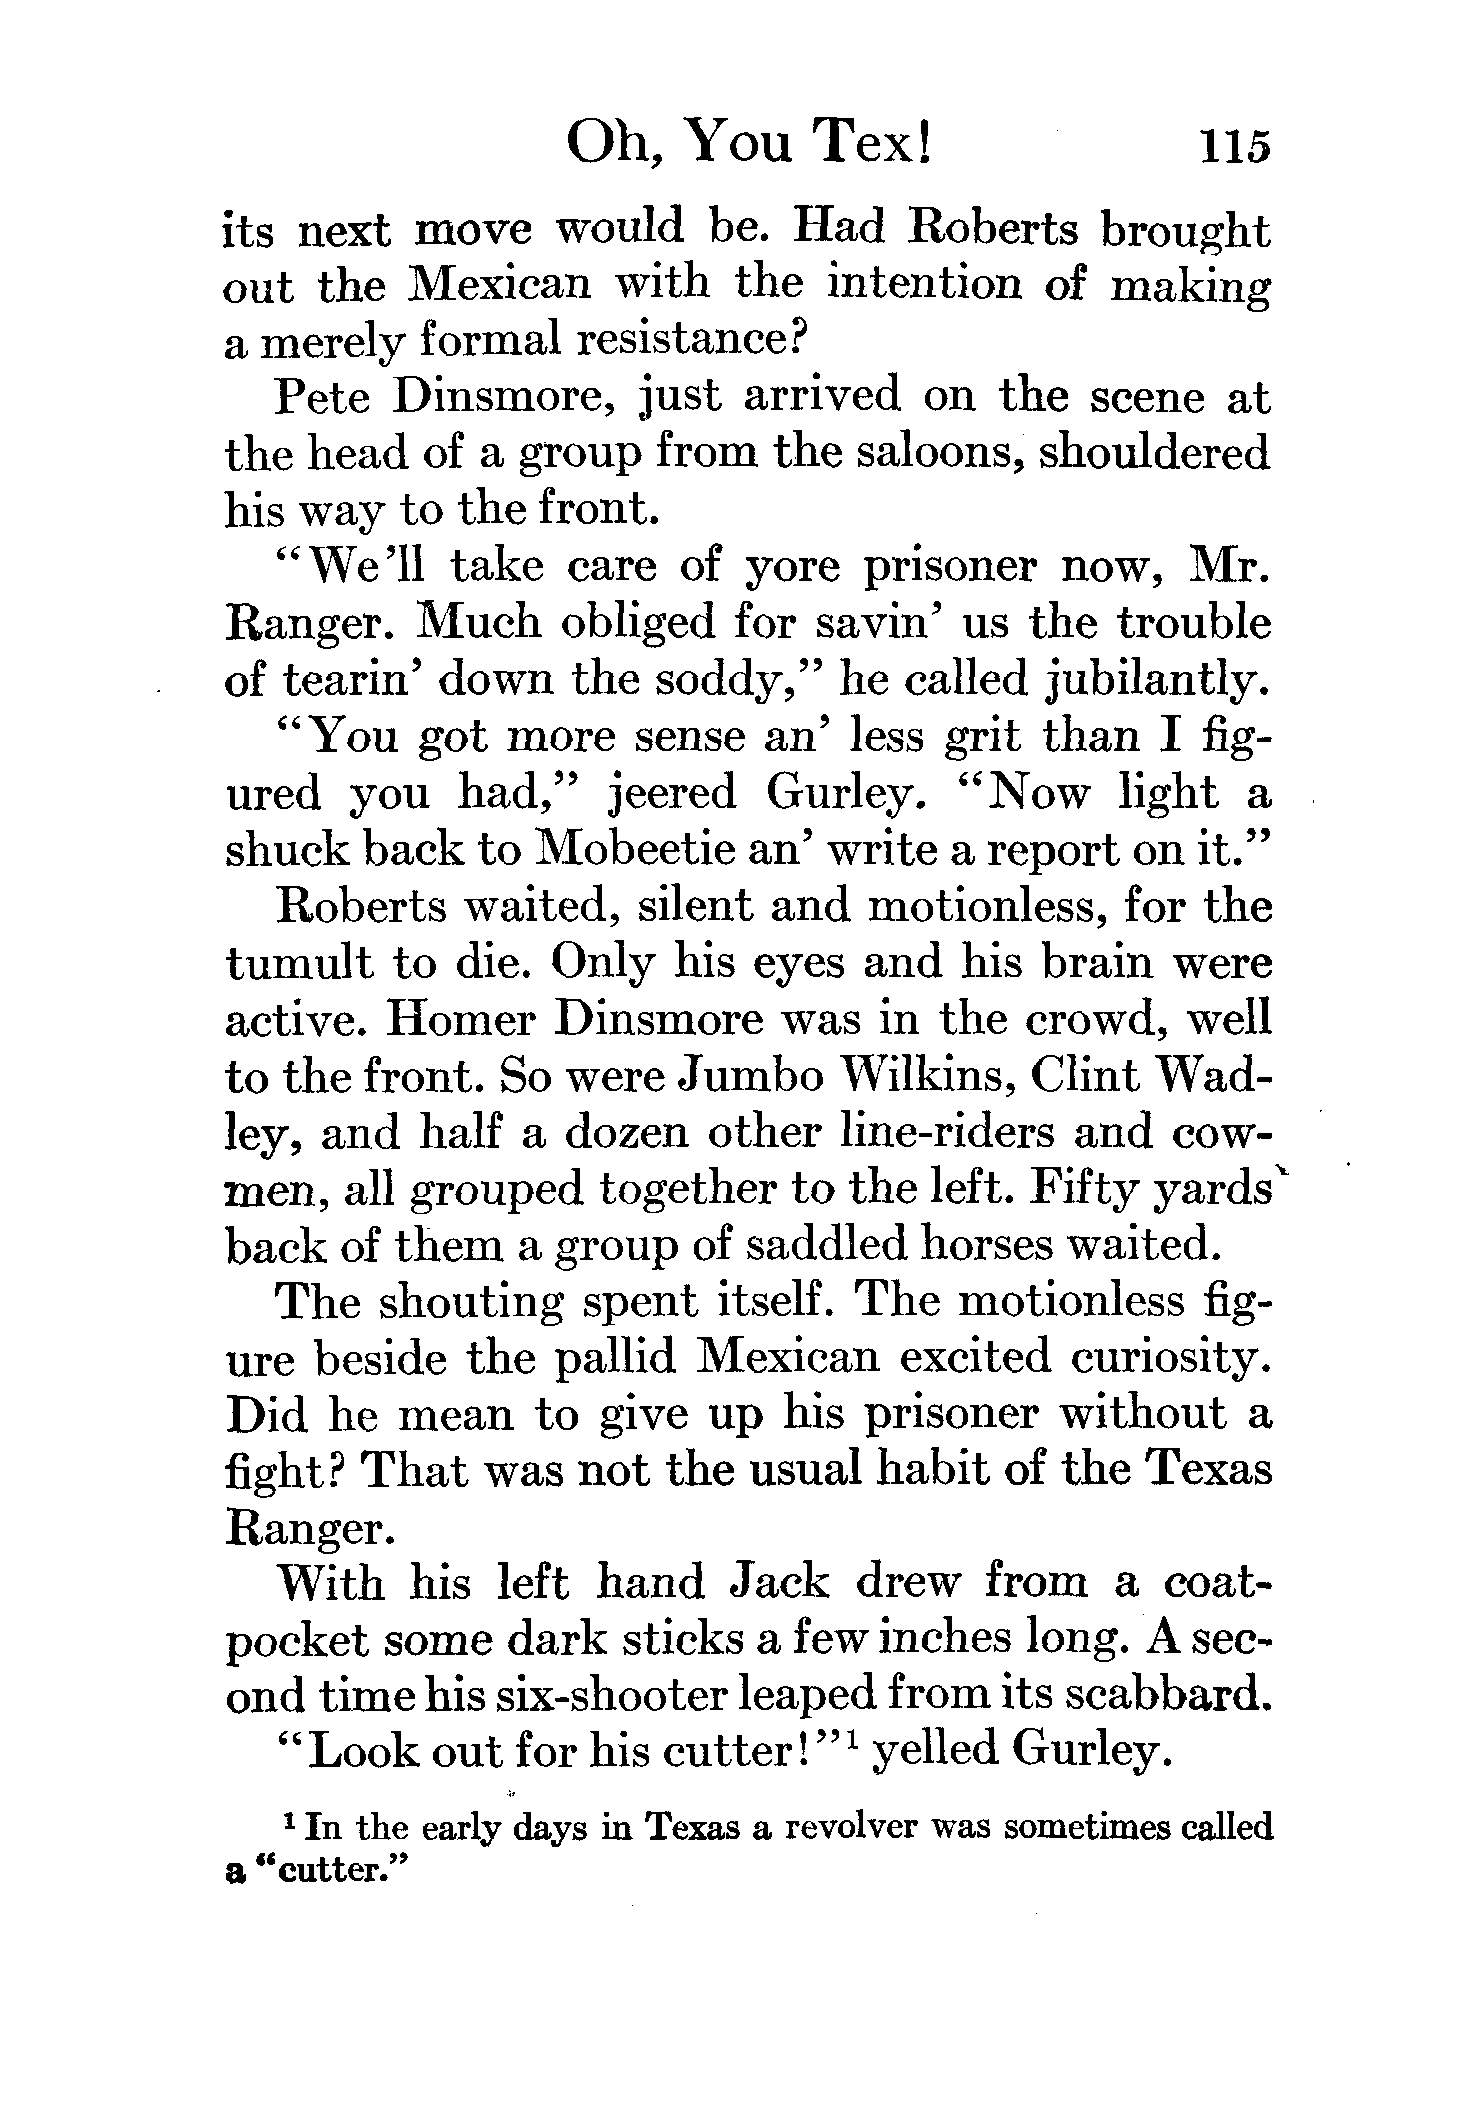 Oh, You Tex! 115
its next move would be. Had Roberts brought
out the Mexican with the intention of making
a merely formal resistance?
Pete Dinsmore, just arrived on the scene at
the head of a group from the saloons, shouldered
his way to the front.
“We’ll take care of yore prisoner now, Mr.
Ranger. Much obliged for savin’ us the trouble
of tearin’ down the soddy,” he called jubilantly.
“You got more sense an’ less grit than I fig-
ured you had,” jeered Gurley. “Now light a
shuck back to Mobeetie an’ write a report on it.”
Roberts waited, silent and motionless, for the
tumult to die. Only his eyes and his brain were
active. Homer Dinsmore was in the crowd, well
to the front. So were Jumbo Wilkins, Clint Wad-
ley, and half a dozen other line-riders and cow-
men, all grouped together to the left. Fifty yards
back of them a group of saddled horses waited.
The shouting spent itself. The motionless fig-
ure beside the pallid Mexican excited curiosity.
Did he mean to give up his prisoner without a
fight? That was not the usual habit of the Texas
Ranger.
With his left hand Jack drew from a coat-
pocket some dark sticks a few inches long. A sec-
ond time his six-shooter leaped from its scabbard.
“Look out for his cutter!”¹ yelled Gurley.
¹ In the early days in Texas a revolver was sometimes called
a “cutter.”